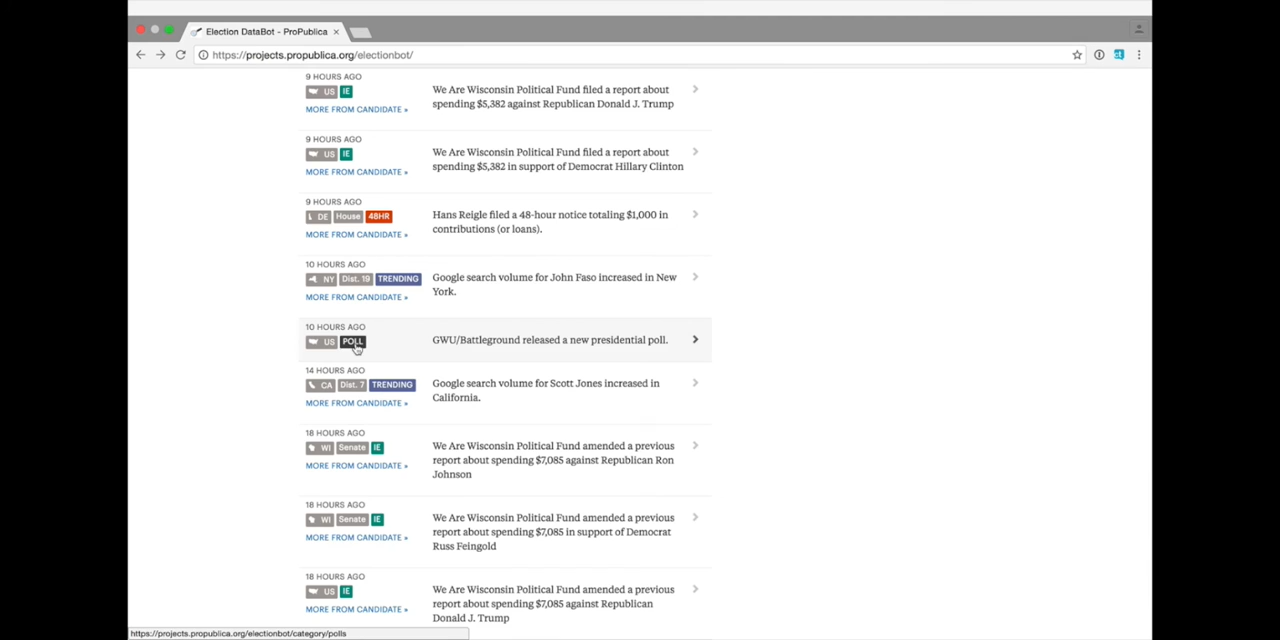 Election DataBot - ProPublica
https://projects.propublica.org/electionbot/
9 HOURS AGO
US IE
MORE FROM CANDIDATE »
We Are Wisconsin Political Fund filed a report about
spending $5,382 against Republican Donald J. Trump
9 HOURS AGO
US IE
MORE FROM CANDIDATE »
We Are Wisconsin Political Fund filed a report about
spending $5,382 in support of Democrat Hillary Clinton
9 HOURS AGO
DE House 48HR
MORE FROM CANDIDATE »
Hans Reigle filed a 48-hour notice totaling $1,000 in
contributions (or loans).
10 HOURS AGO
NY Dist. 19 TRENDING
MORE FROM CANDIDATE »
Google search volume for John Faso increased in New
York.
10 HOURS AGO
US POLL
GWU/Battleground released a new presidential poll.
14 HOURS AGO
CA Dist. 7 TRENDING
MORE FROM CANDIDATE »
Google search volume for Scott Jones increased in
California.
18 HOURS AGO
WI Senate IE
MORE FROM CANDIDATE »
We Are Wisconsin Political Fund amended a previous
report about spending $7,085 against Republican Ron
Johnson
18 HOURS AGO
WI Senate IE
MORE FROM CANDIDATE »
We Are Wisconsin Political Fund amended a previous
report about spending $7,085 in support of Democrat
Russ Feingold
18 HOURS AGO
US IE
MORE FROM CANDIDATE »
We Are Wisconsin Political Fund amended a previous
report about spending $7,085 against Republican
Donald J. Trump
https://projects.propublica.org/electionbot/category/polls